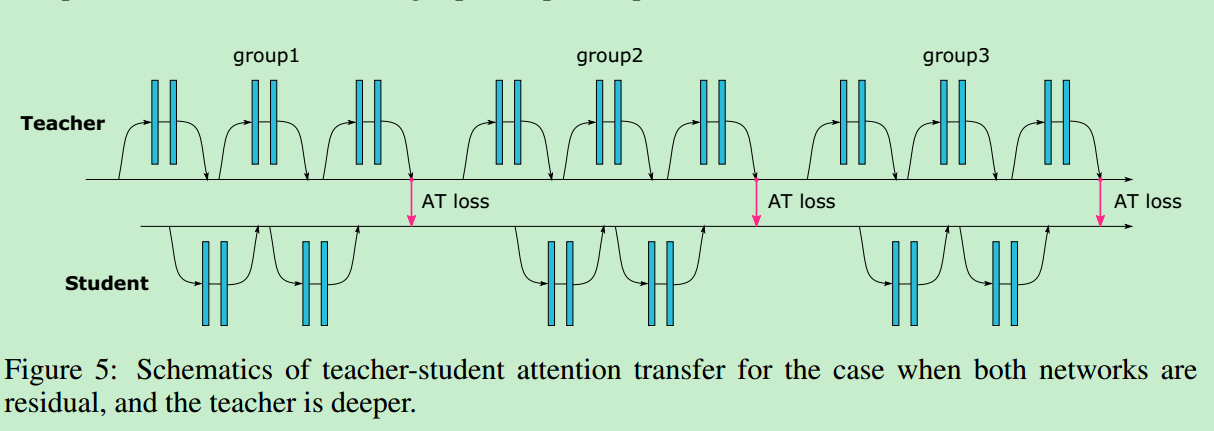 group1 group2 group3
Teacher
AT loss AT loss AT loss
Student
Figure 5: Schematics of teacher-student attention transfer for the case when both networks are
residual, and the teacher is deeper.